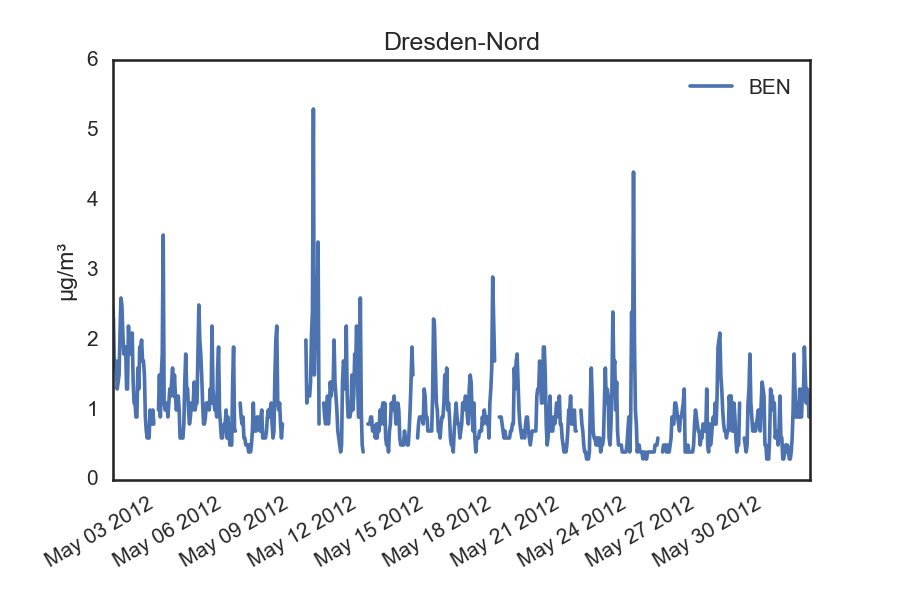 Dresden-Nord
BEN
µg/m³
6
5
4
3
2
1
0
May 03 2012
May 06 2012
May 09 2012
May 12 2012
May 15 2012
May 18 2012
May 21 2012
May 24 2012
May 27 2012
May 30 2012